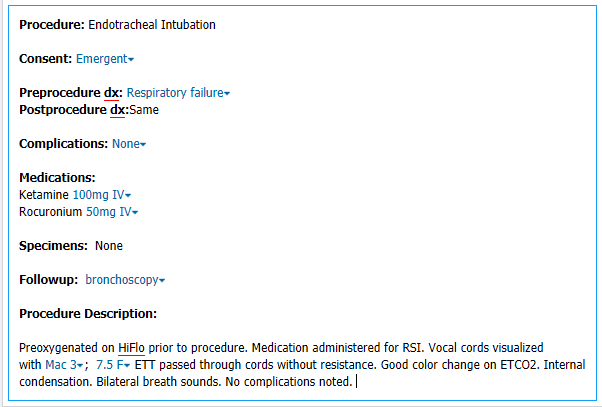 Procedure: Endotracheal Intubation
Consent: Emergent
Preprocedure dx: Respiratory failure
Postprocedure dx:Same
Complications: None
Medications:
Ketamine 100mg IV
Rocuronium 50mg IV
Specimens: None
Followup: bronchoscopy
Procedure Description:
Preoxygenated on HiFlo prior to procedure. Medication administered for RSI. Vocal cords visualized
with Mac 3; 7.5 F ETT passed through cords without resistance. Good color change on ETCO2. Internal
condensation. Bilateral breath sounds. No complications noted.